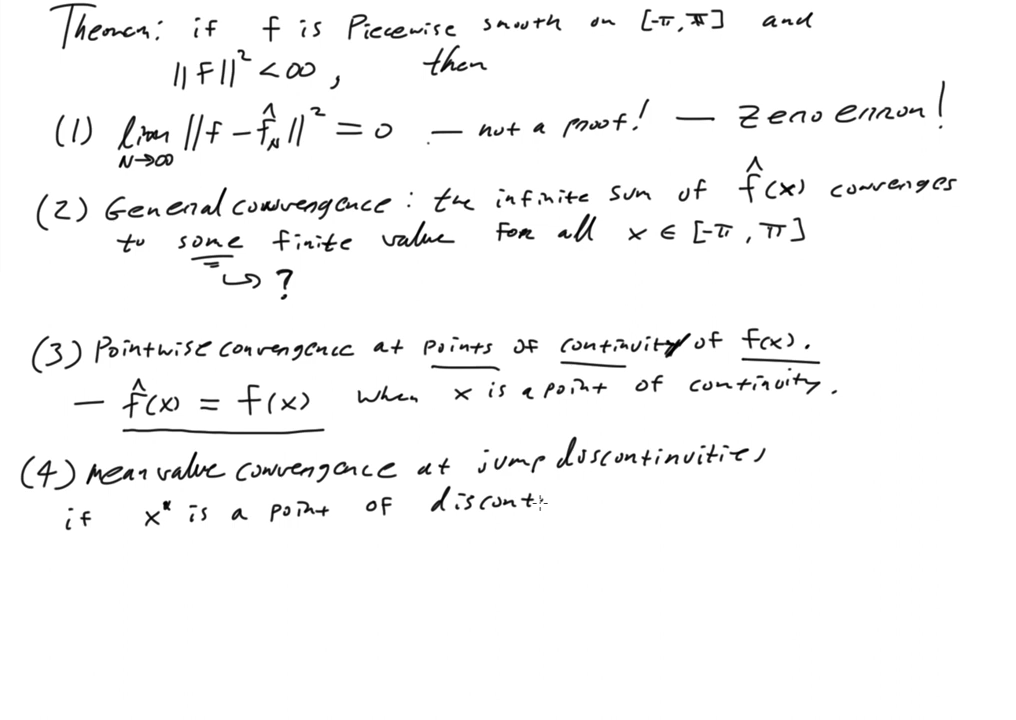 Theorem: if f is Piecewise smooth on [-π, π] and
||f||² < ∞, then
(1) lim N→∞ ||f - f̂_N||² = 0 — not a proof! — Zero error!
(2) General convergence: the infinite sum of f̂(x) converges
to some finite value for all x ∈ [-π, π]
↳ ?
(3) Pointwise convergence at points of continuity of f(x).
— f̂(x) = f(x) when x is a point of continuity.
(4) mean value convergence at jump discontinuities
if x* is a point of discont